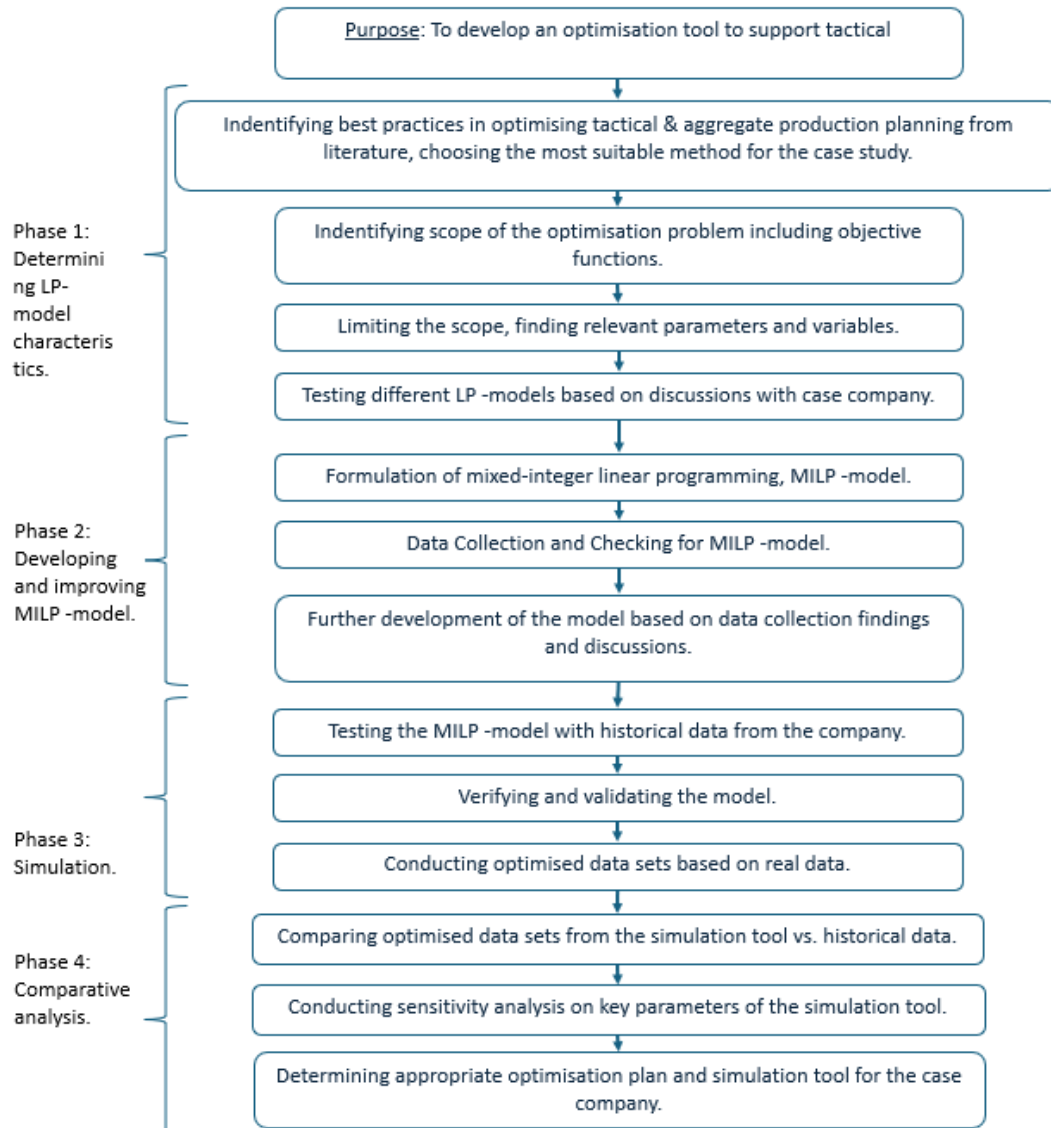 Purpose: To develop an optimisation tool to support tactical
Indentifying best practices in optimising tactical & aggregate production planning from
literature, choosing the most suitable method for the case study.
Phase 1:
Determini
ng LP-
model
characteris
tics.
Indentifying scope of the optimisation problem including objective
functions.
Limiting the scope, finding relevant parameters and variables.
Testing different LP -models based on discussions with case company.
Phase 2:
Developing
and improving
MILP -model.
Formulation of mixed-integer linear programming, MILP -model.
Data Collection and Checking for MILP -model.
Further development of the model based on data collection findings
and discussions.
Phase 3:
Simulation.
Testing the MILP -model with historical data from the company.
Verifying and validating the model.
Conducting optimised data sets based on real data.
Phase 4:
Comparative
analysis.
Comparing optimised data sets from the simulation tool vs. historical data.
Conducting sensitivity analysis on key parameters of the simulation tool.
Determining appropriate optimisation plan and simulation tool for the case
company.